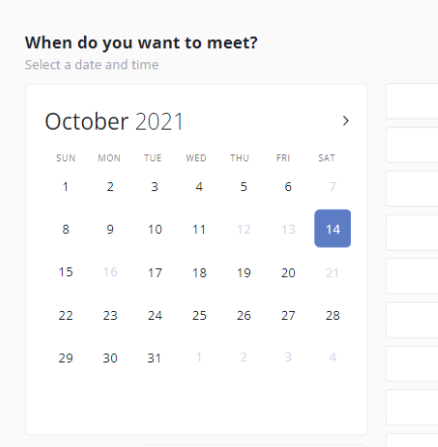 When do you want to meet?
Select a date and time
October 2021
SUN MON TUE WED THU FRI SAT
1 2 3 4 5 6 7
8 9 10 11 12 13 14
15 16 17 18 19 20 21
22 23 24 25 26 27 28
29 30 31 1 2 3 4